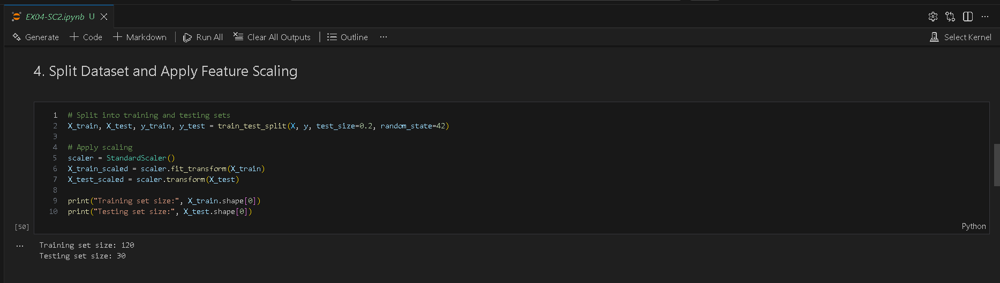 EX04-SC2.ipynb U
Generate + Code + Markdown Run All Clear All Outputs Outline ... Select Kernel
4. Split Dataset and Apply Feature Scaling
1 # Split into training and testing sets
2 X_train, X_test, y_train, y_test = train_test_split(X, y, test_size=0.2, random_state=42)
3
4 # Apply scaling
5 scaler = StandardScaler()
6 X_train_scaled = scaler.fit_transform(X_train)
7 X_test_scaled = scaler.transform(X_test)
8
9 print("Training set size:", X_train.shape[0])
10 print("Testing set size:", X_test.shape[0])
[50]
Python
... Training set size: 120
Testing set size: 30